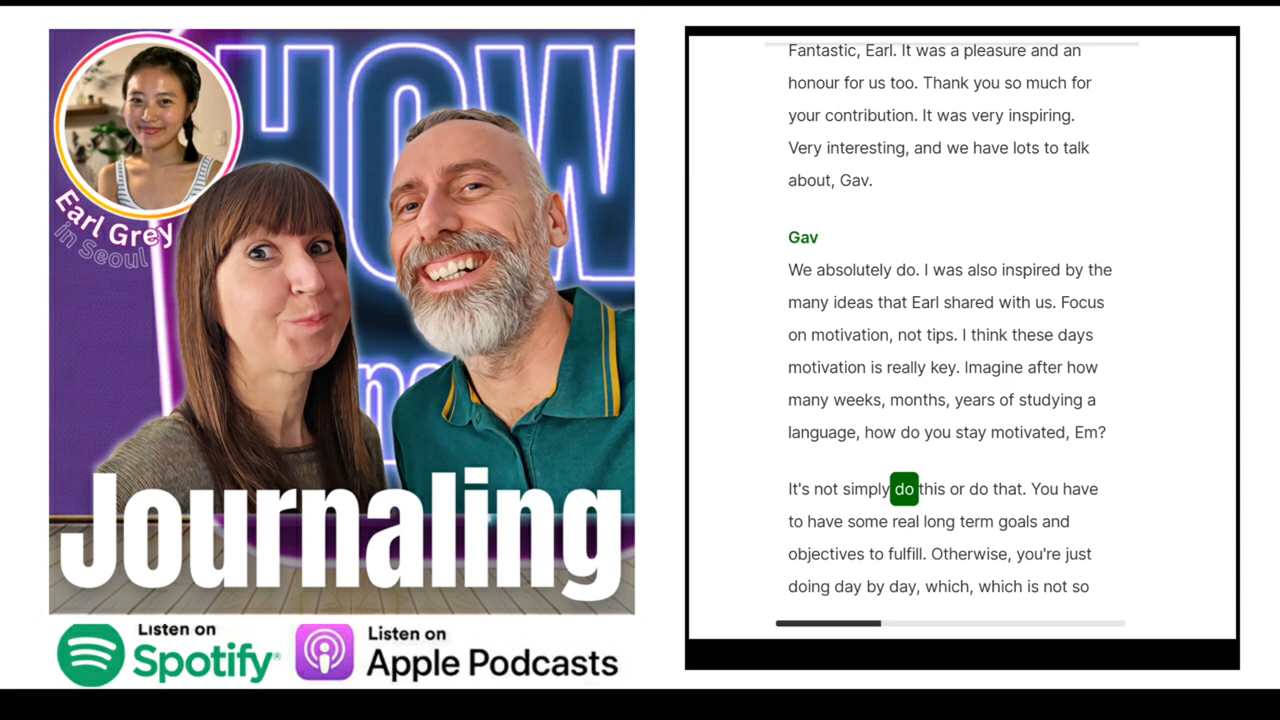 HOW
Earl Grey
in Seoul
Journaling
Listen on
Spotify®
Listen on
Apple Podcasts
Fantastic, Earl. It was a pleasure and an
honour for us too. Thank you so much for
your contribution. It was very inspiring.
Very interesting, and we have lots to talk
about, Gav.
Gav
We absolutely do. I was also inspired by the
many ideas that Earl shared with us. Focus
on motivation, not tips. I think these days
motivation is really key. Imagine after how
many weeks, months, years of studying a
language, how do you stay motivated, Em?
It's not simply do this or do that. You have
to have some real long term goals and
objectives to fulfill. Otherwise, you're just
doing day by day, which, which is not so